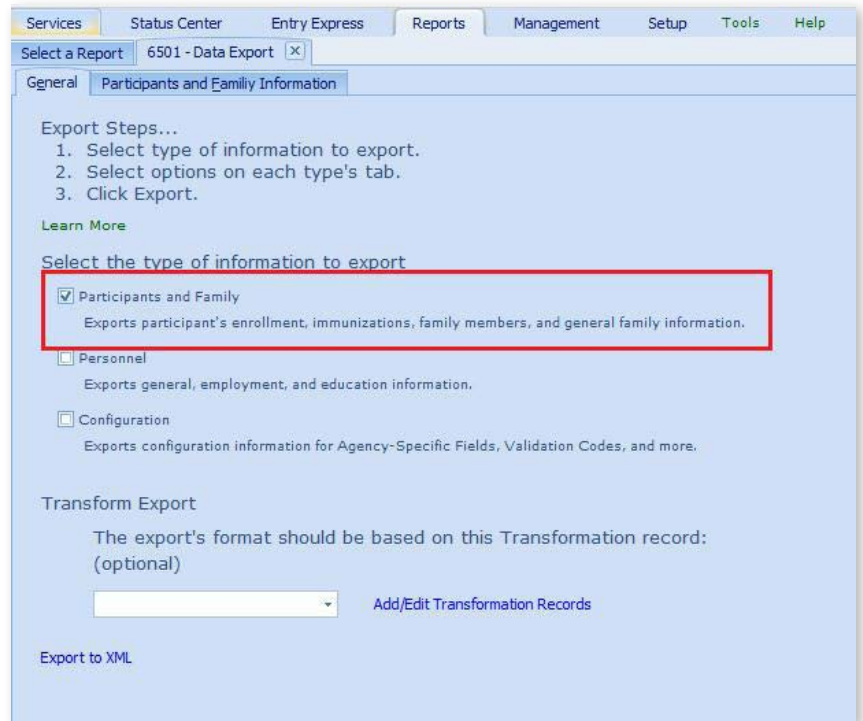 Services Status Center Entry Express Reports Management Setup Tools Help
Select a Report 6501 - Data Export
General Participants and Familiy Information
Export Steps...
1. Select type of information to export.
2. Select options on each type's tab.
3. Click Export.
Learn More
Select the type of information to export
Participants and Family
Exports participant's enrollment, immunizations, family members, and general family information.
Personnel
Exports general, employment, and education information.
Configuration
Exports configuration information for Agency-Specific Fields, Validation Codes, and more.
Transform Export
The export's format should be based on this Transformation record:
(optional)
Add/Edit Transformation Records
Export to XML